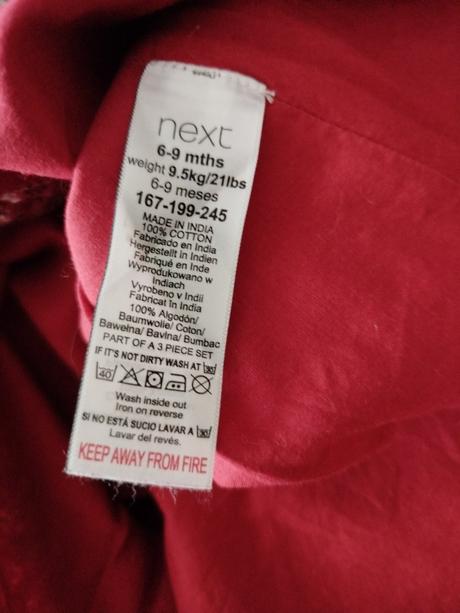 next
6-9 mths
weight 9.5kg/21lbs
6-9 meses
167-199-245
MADE IN INDIA
100% COTTON
Fabricado en India
Hergestellt in Indien
Fabriqué en Inde
Wyprodukowano w
Indiach
Vyrobeno v Indii
Fabricat în India
100% Algodón/
Baumwolle/ Coton/
Bawełna/ Bavlna/ Bumbac
PART OF A 3 PIECE SET
IF IT'S NOT DIRTY WASH AT 30
40
Wash inside out
Iron on reverse
SI NO ESTÁ SUCIO LAVAR A 30
Lavar del revés.
KEEP AWAY FROM FIRE